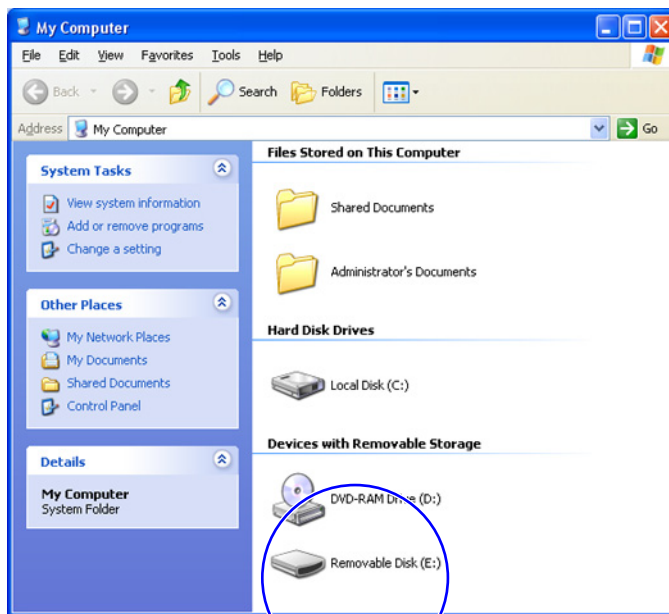 My Computer
File Edit View Favorites Tools Help
Back Search Folders
Address My Computer Go
System Tasks
View system information
Add or remove programs
Change a setting
Other Places
My Network Places
My Documents
Shared Documents
Control Panel
Details
My Computer
System Folder
Files Stored on This Computer
Shared Documents
Administrator's Documents
Hard Disk Drives
Local Disk (C:)
Devices with Removable Storage
DVD-RAM Drive (D:)
Removable Disk (E:)